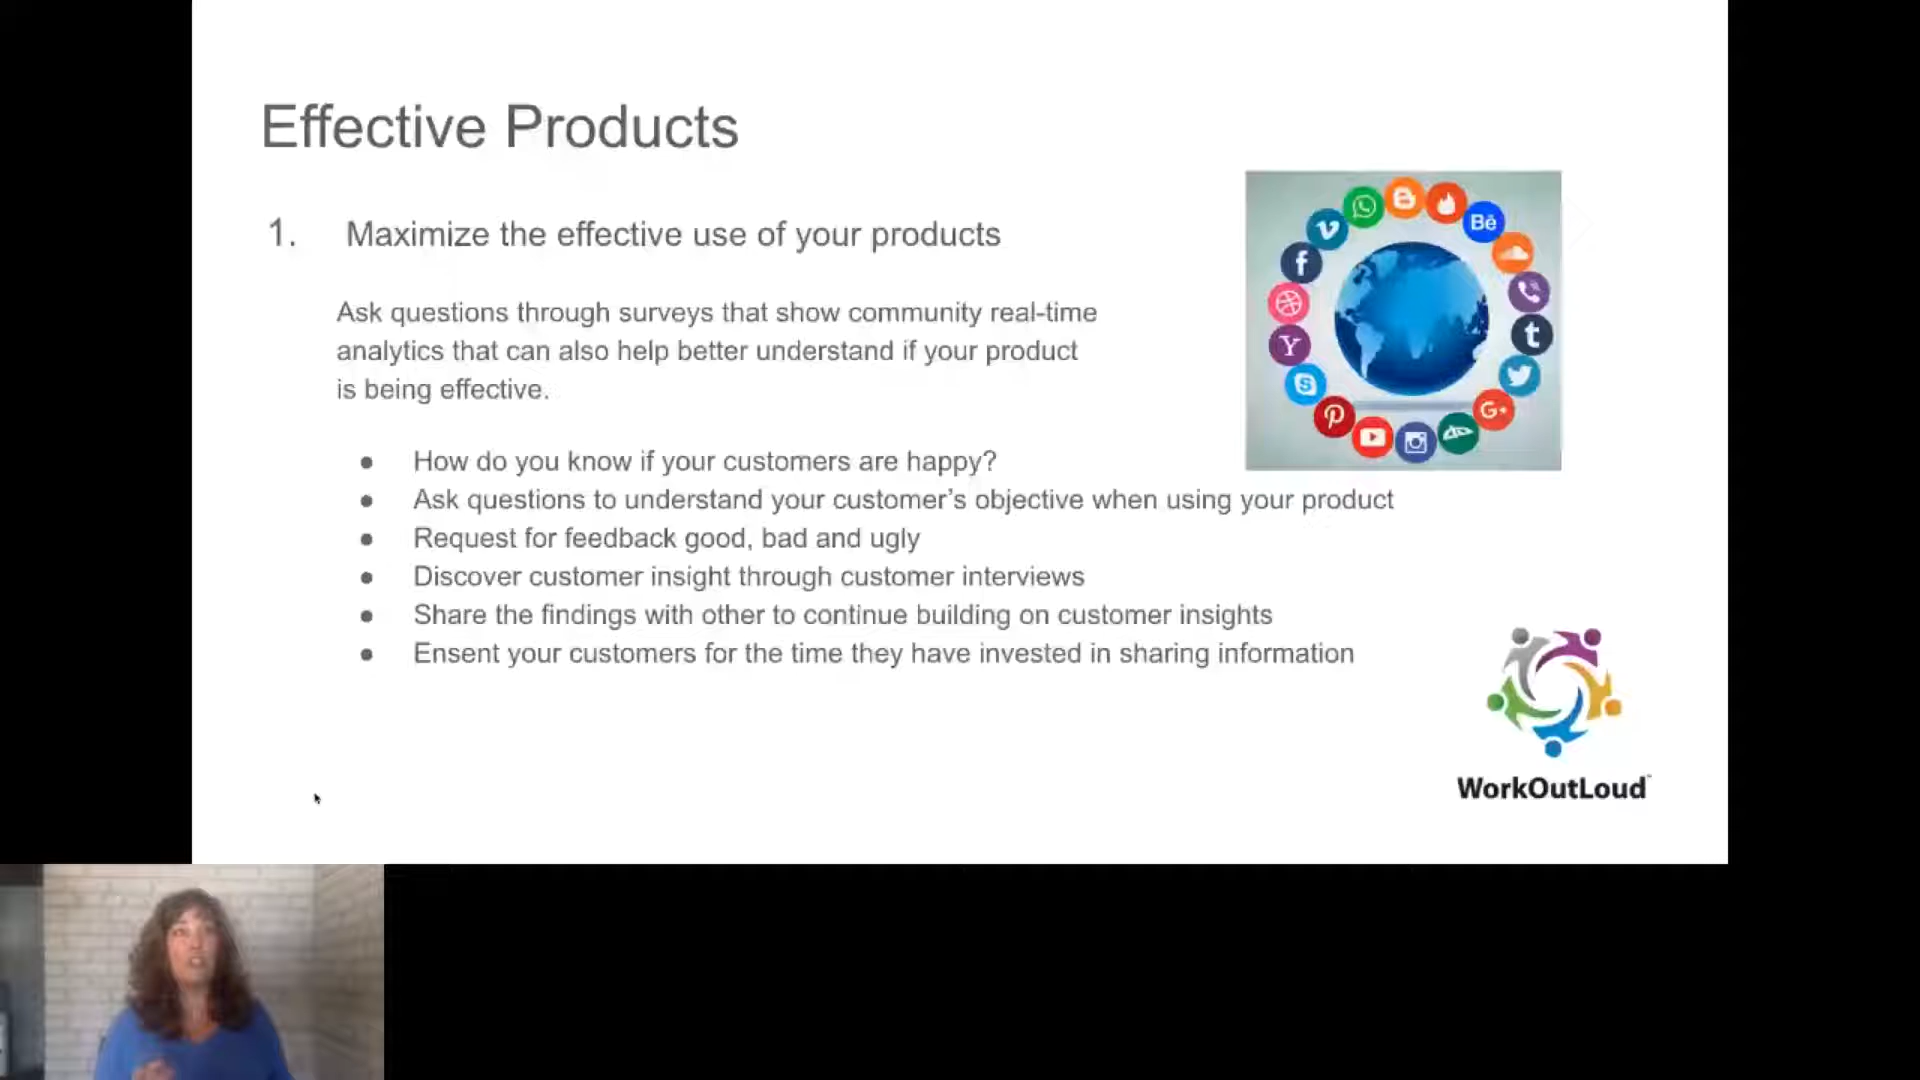 Effective Products
1. Maximize the effective use of your products
Ask questions through surveys that show community real-time
analytics that can also help better understand if your product
is being effective.
● How do you know if your customers are happy?
● Ask questions to understand your customer's objective when using your product
● Request for feedback good, bad and ugly
● Discover customer insight through customer interviews
● Share the findings with other to continue building on customer insights
● Ensent your customers for the time they have invested in sharing information
Bē
f
t
Y
S
G+
WorkOutLoud